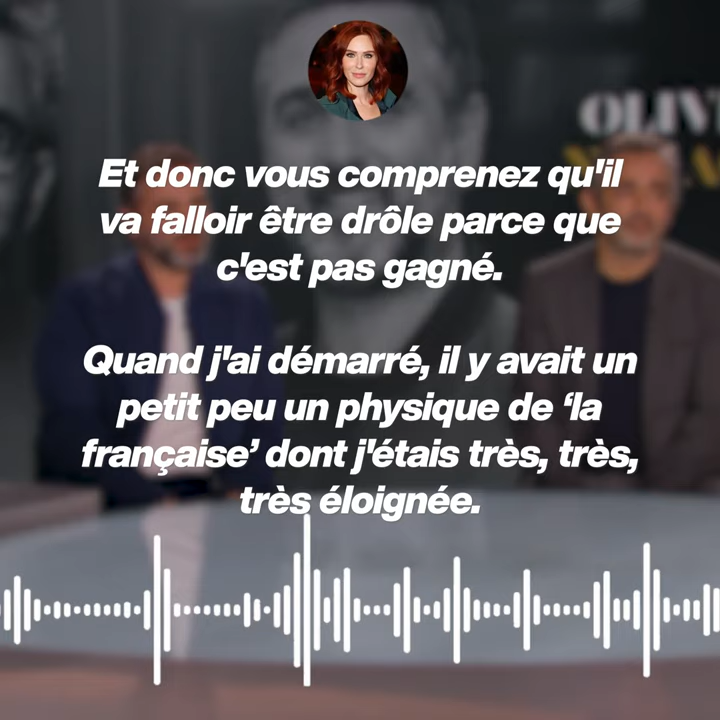 OLIV
Et donc vous comprenez qu'il
va falloir être drôle parce que
c'est pas gagné.
Quand j'ai démarré, il y avait un
petit peu un physique de ‘la
française’ dont j'étais très, très,
très éloignée.